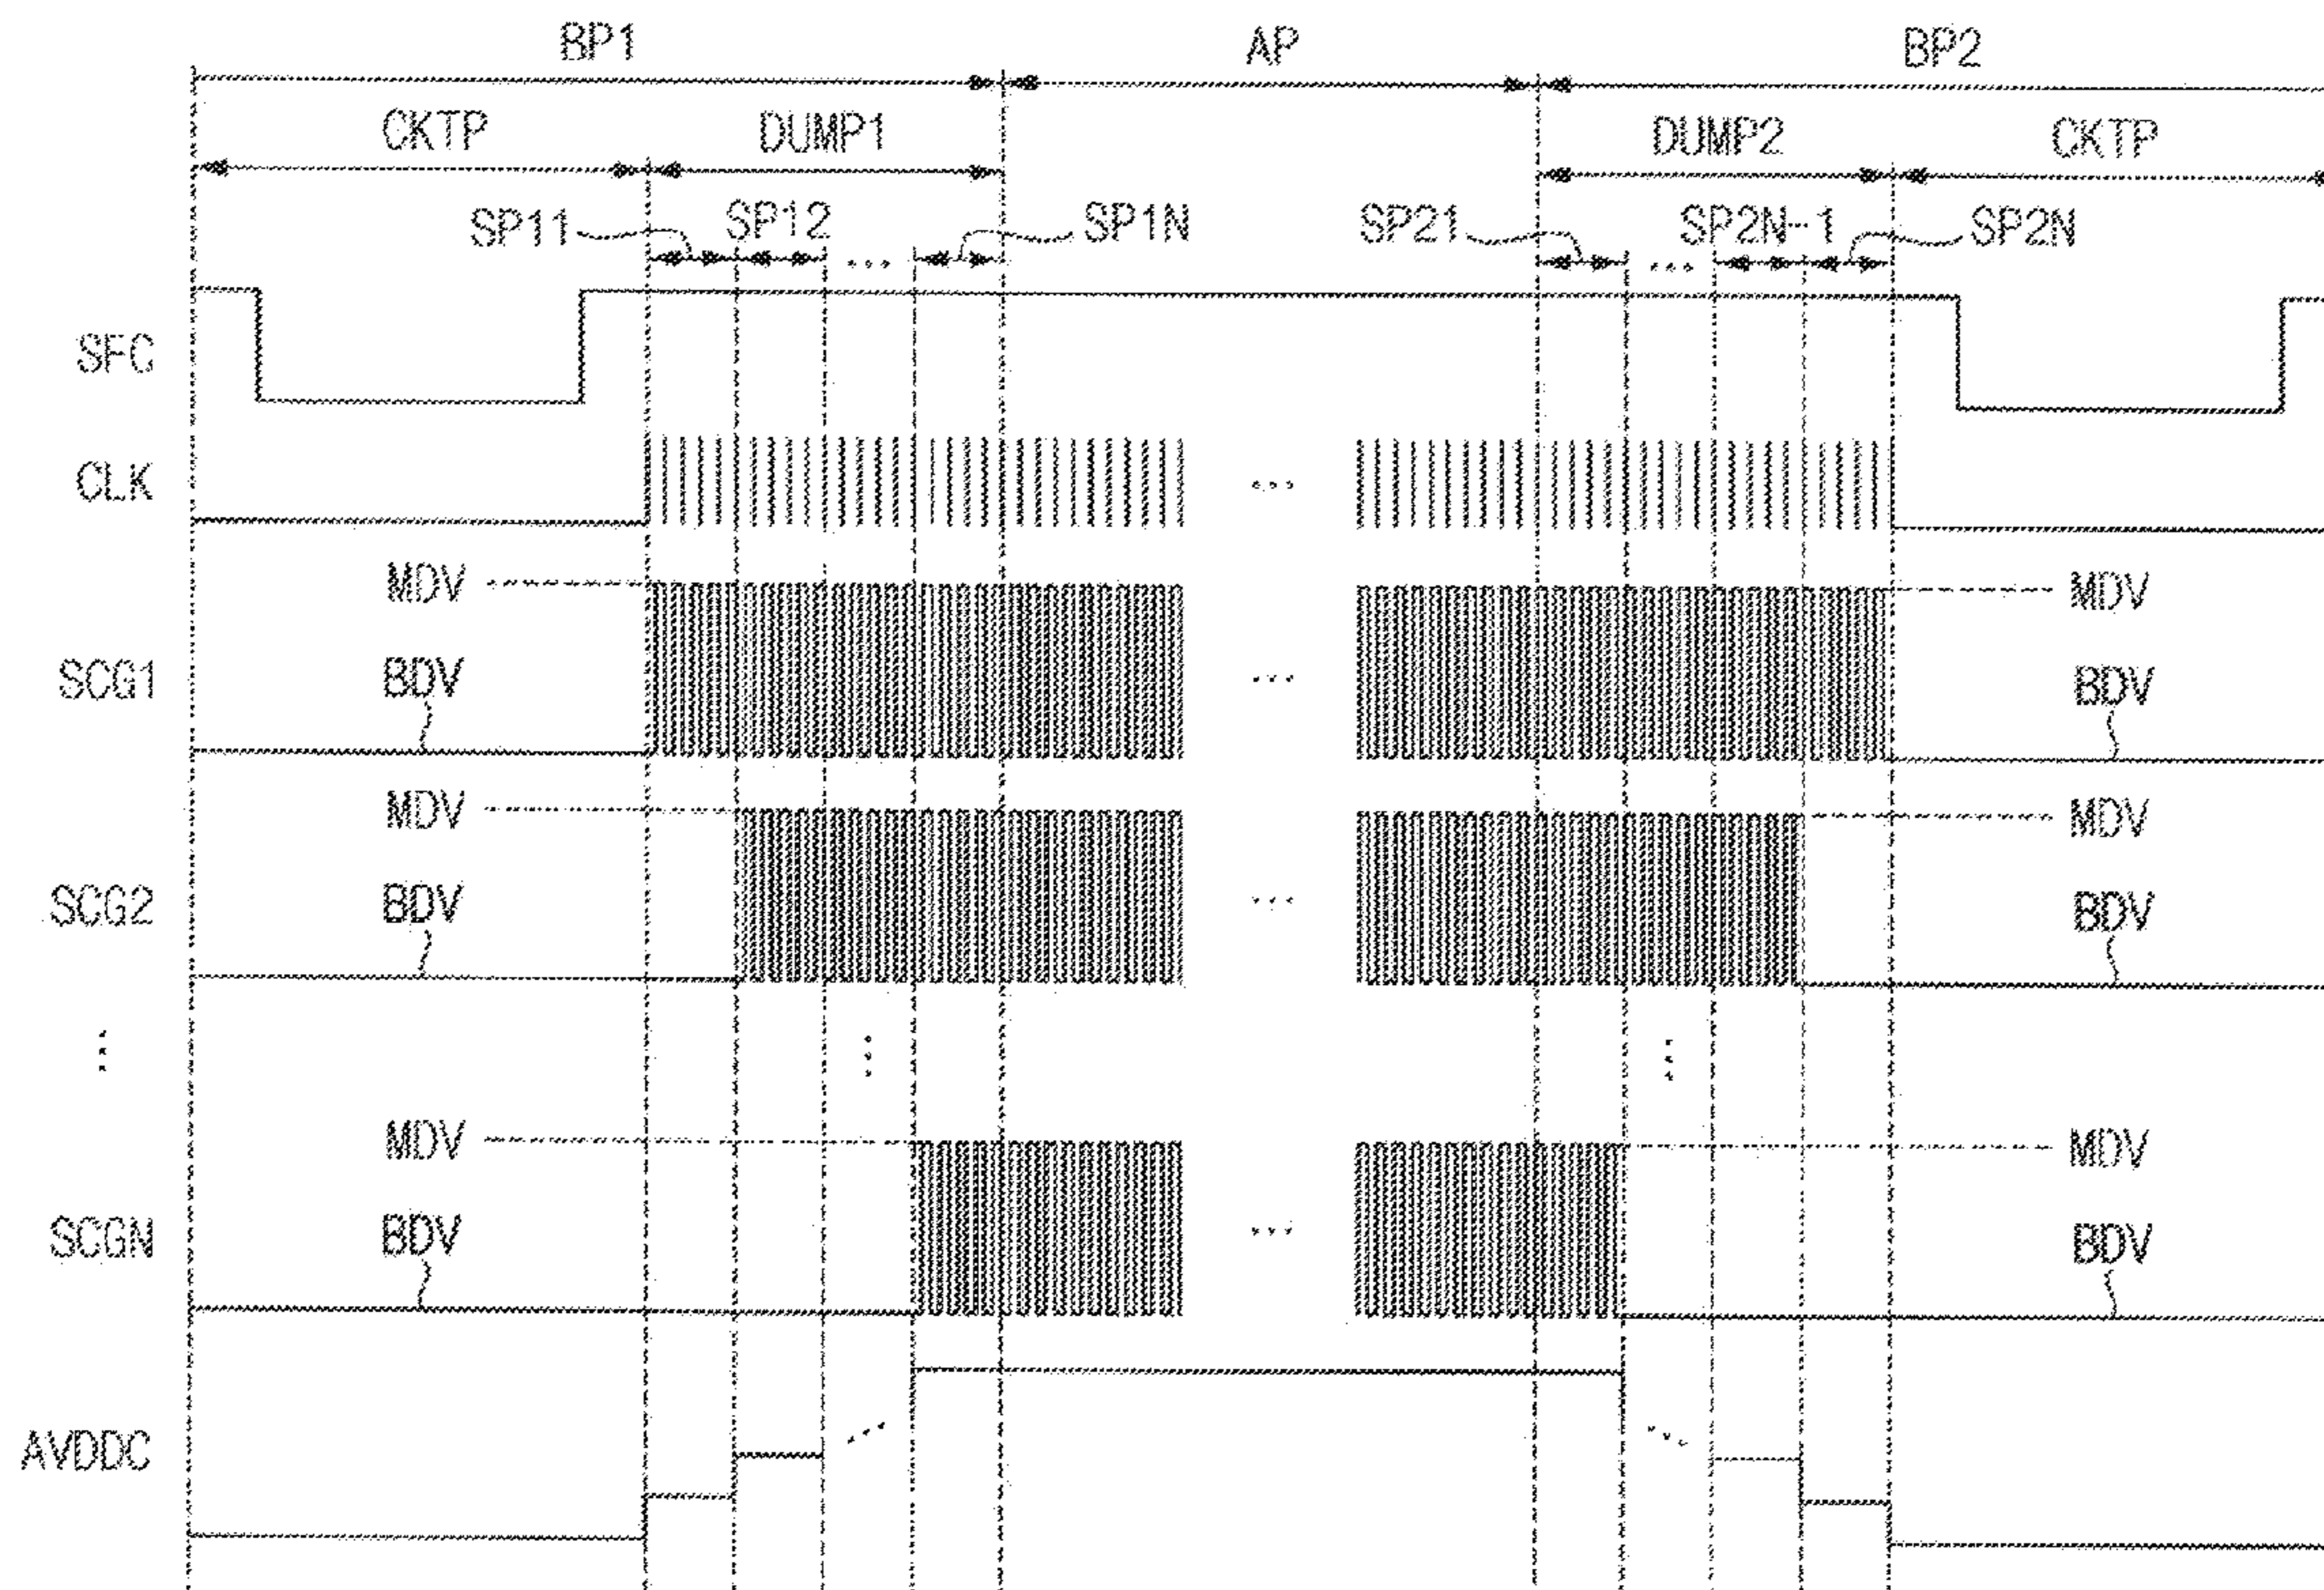 BP1 AP BP2
CKTP DUMP1 DUMP2 CKTP
SP11 SP12 ... SP1N SP21 ... SP2N-1 SP2N
SFC
CLK ...
MDV MDV
SCG1 BDV ... BDV
MDV MDV
SCG2 BDV ... BDV
MDV MDV
SCGN BDV ... BDV
AVDDC